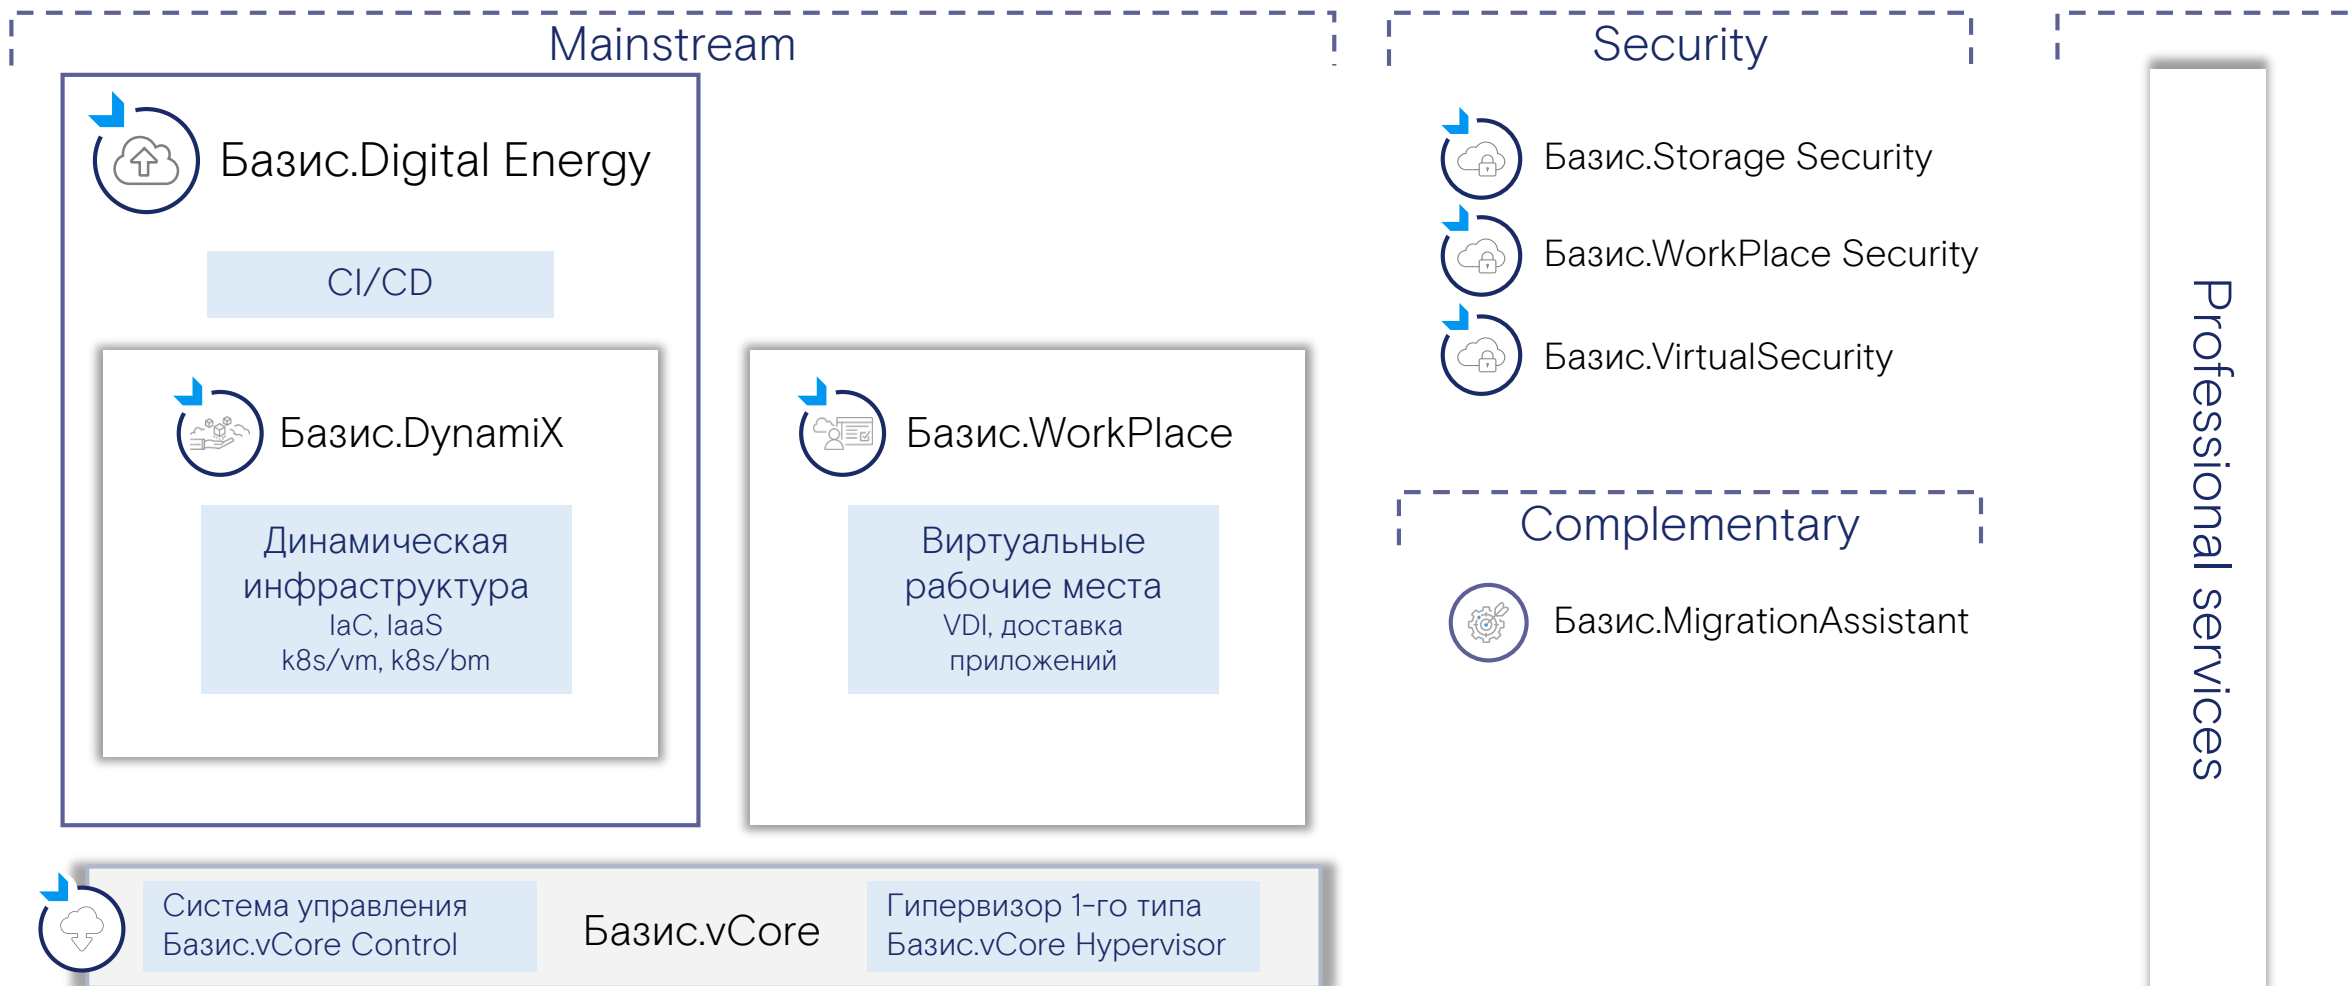 Mainstream
Базис.Digital Energy
CI/CD
Базис.DynamiX
Динамическая
инфраструктура
IaC, IaaS
k8s/vm, k8s/bm
Базис.WorkPlace
Виртуальные
рабочие места
VDI, доставка
приложений
Система управления
Базис.vCore Control
Базис.vCore
Гипервизор 1-го типа
Базис.vCore Hypervisor
Security
Базис.Storage Security
Базис.WorkPlace Security
Базис.VirtualSecurity
Complementary
Базис.MigrationAssistant
Professional services